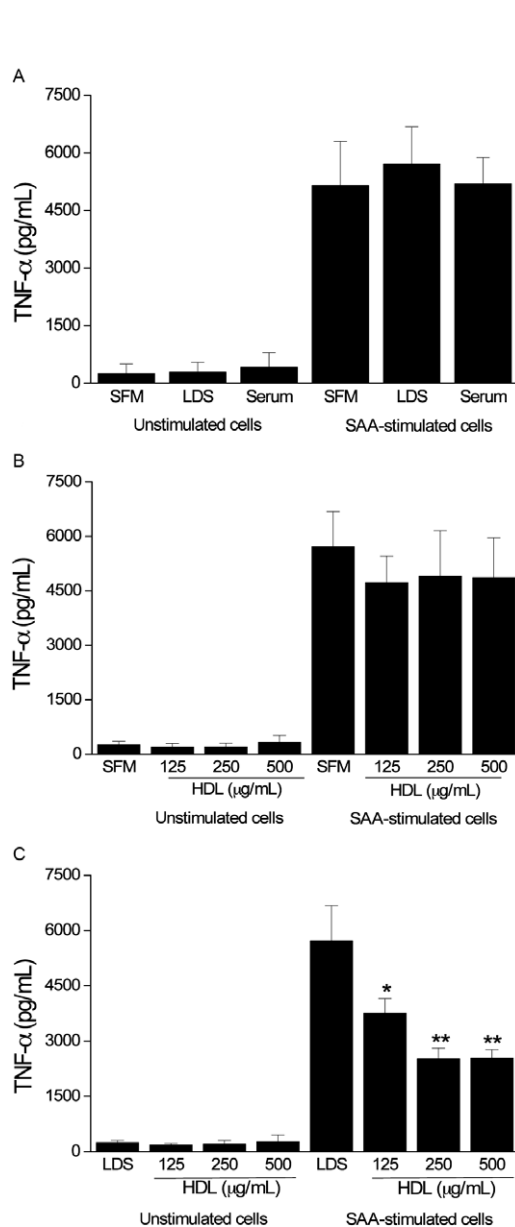 A
7500
6000
4500
3000
1500
0
TNF-α (pg/mL)
SFM LDS Serum SFM LDS Serum
Unstimulated cells SAA-stimulated cells
B
7500
6000
4500
3000
1500
0
TNF-α (pg/mL)
SFM 125 250 500 SFM 125 250 500
HDL (μg/mL) HDL (μg/mL)
Unstimulated cells SAA-stimulated cells
C
7500
6000
4500
3000
1500
0
TNF-α (pg/mL)
* ** **
LDS 125 250 500 LDS 125 250 500
HDL (μg/mL) HDL (μg/mL)
Unstimulated cells SAA-stimulated cells